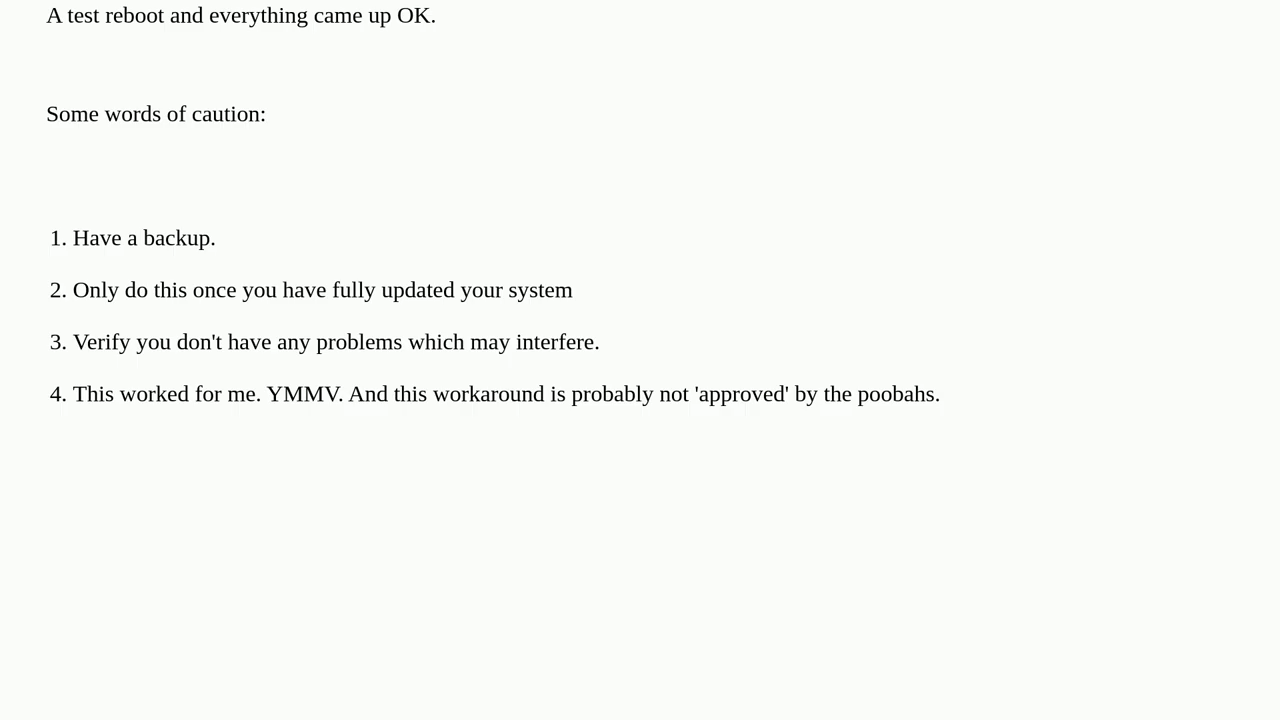 A test reboot and everything came up OK.
Some words of caution:
1. Have a backup.
2. Only do this once you have fully updated your system
3. Verify you don't have any problems which may interfere.
4. This worked for me. YMMV. And this workaround is probably not 'approved' by the poobahs.